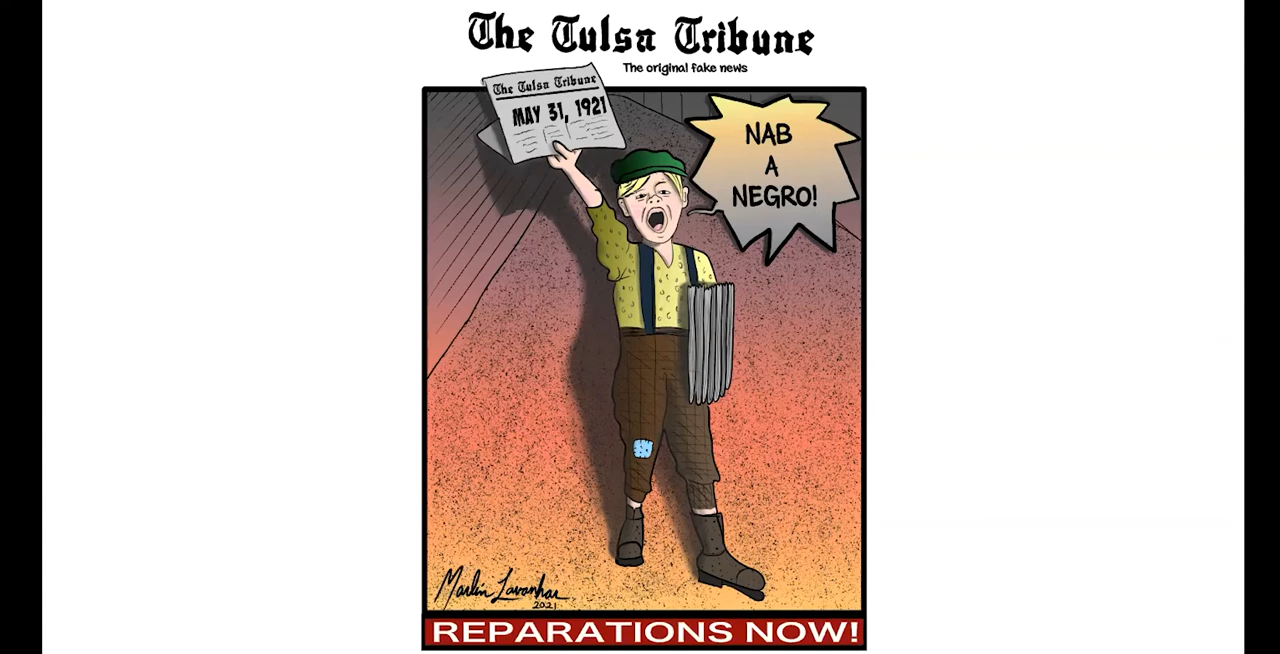 The Tulsa Tribune
The original fake news
The Tulsa Tribune
MAY 31, 1921
NAB
A
NEGRO!
Marlin Lavanhar
2021
REPARATIONS NOW!